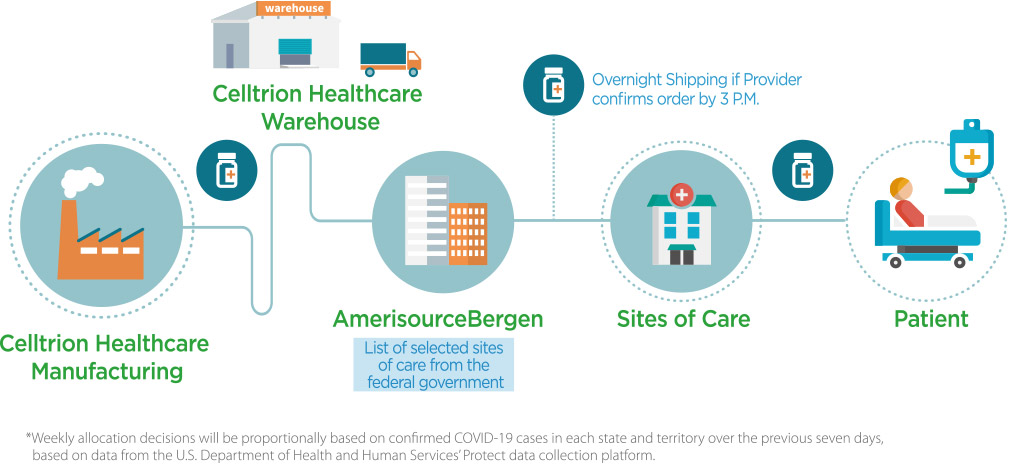 warehouse
Celltrion Healthcare
Warehouse
Overnight Shipping if Provider
confirms order by 3 P.M.
Celltrion Healthcare
Manufacturing
AmerisourceBergen
List of selected sites
of care from the
federal government
Sites of Care
Patient
*Weekly allocation decisions will be proportionally based on confirmed COVID-19 cases in each state and territory over the previous seven days,
based on data from the U.S. Department of Health and Human Services' Protect data collection platform.